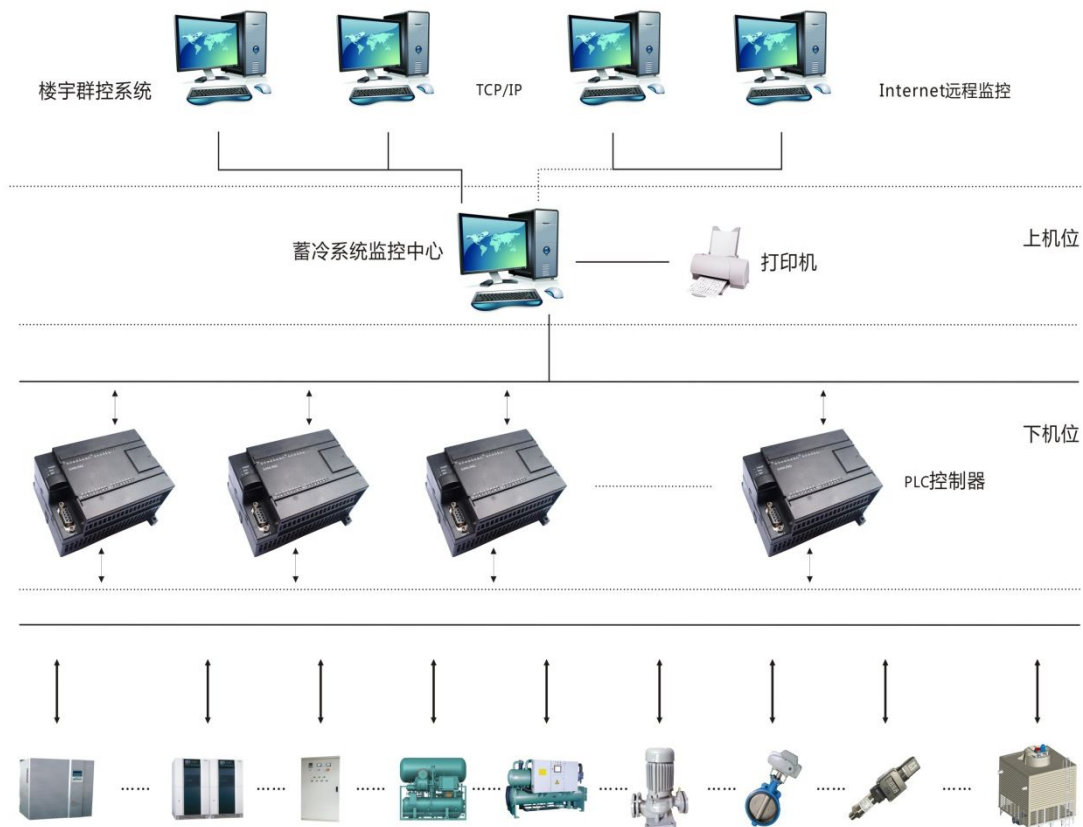 楼宇群控系统
TCP/IP
Internet远程监控
上机位
蓄冷系统监控中心
打印机
下机位
PLC控制器